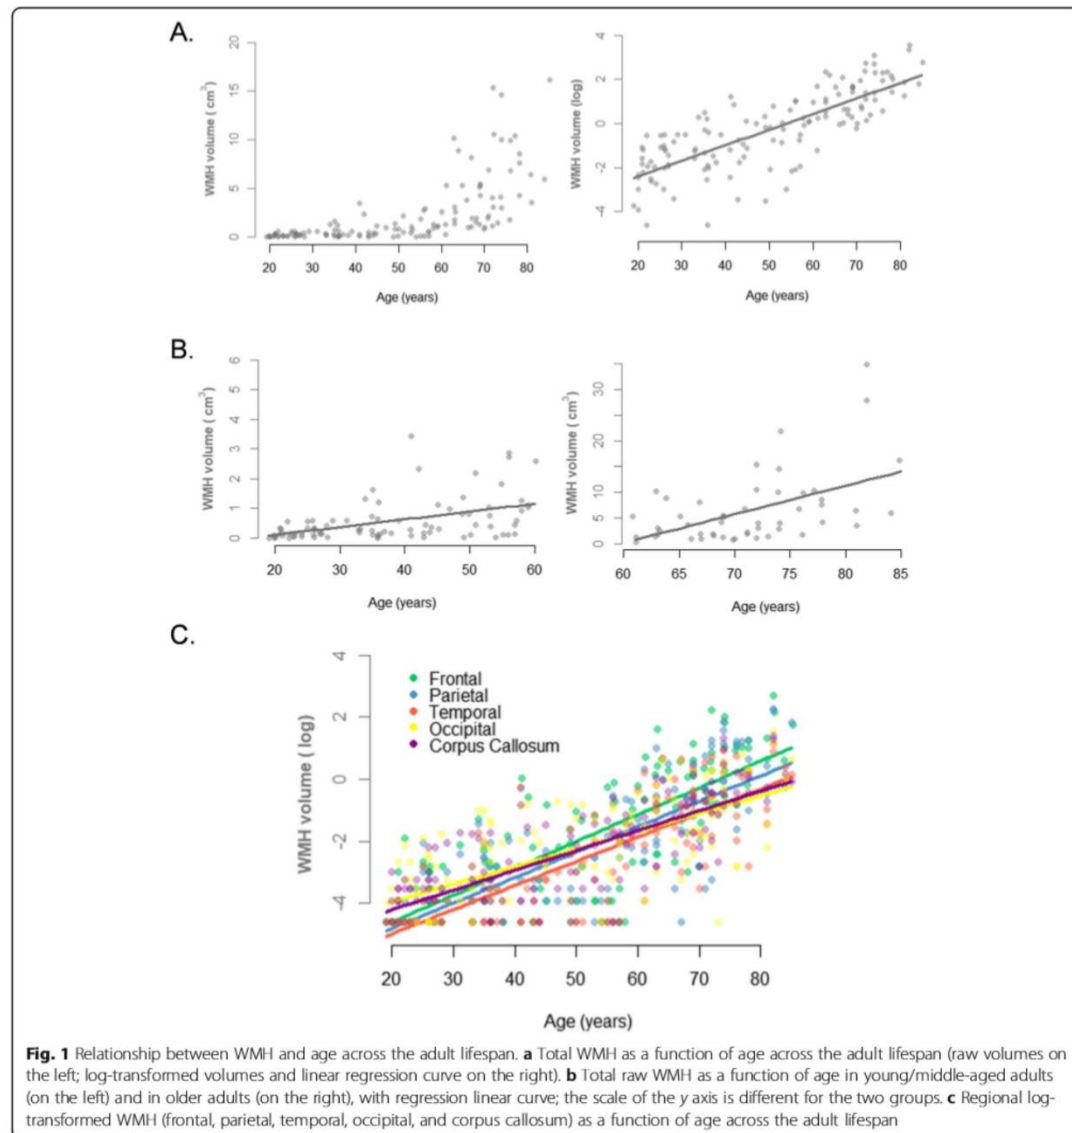 A.
WMH volume ( cm3)
20
15
10
5
0
20 30 40 50 60 70 80
Age (years)
WMH volume (log)
4
2
0
-2
-4
20 30 40 50 60 70 80
Age (years)
B.
WMH volume ( cm3)
6
5
4
3
2
1
0
20 30 40 50 60
Age (years)
WMH volume ( cm3)
30
20
10
5
0
60 65 70 75 80 85
Age (years)
C.
WMH volume ( log)
4
2
0
-2
-4
Frontal
Parietal
Temporal
Occipital
Corpus Callosum
20 30 40 50 60 70 80
Age (years)
Fig. 1 Relationship between WMH and age across the adult lifespan. a Total WMH as a function of age across the adult lifespan (raw volumes on
the left; log-transformed volumes and linear regression curve on the right). b Total raw WMH as a function of age in young/middle-aged adults
(on the left) and in older adults (on the right), with regression linear curve; the scale of the y axis is different for the two groups. c Regional log-
transformed WMH (frontal, parietal, temporal, occipital, and corpus callosum) as a function of age across the adult lifespan